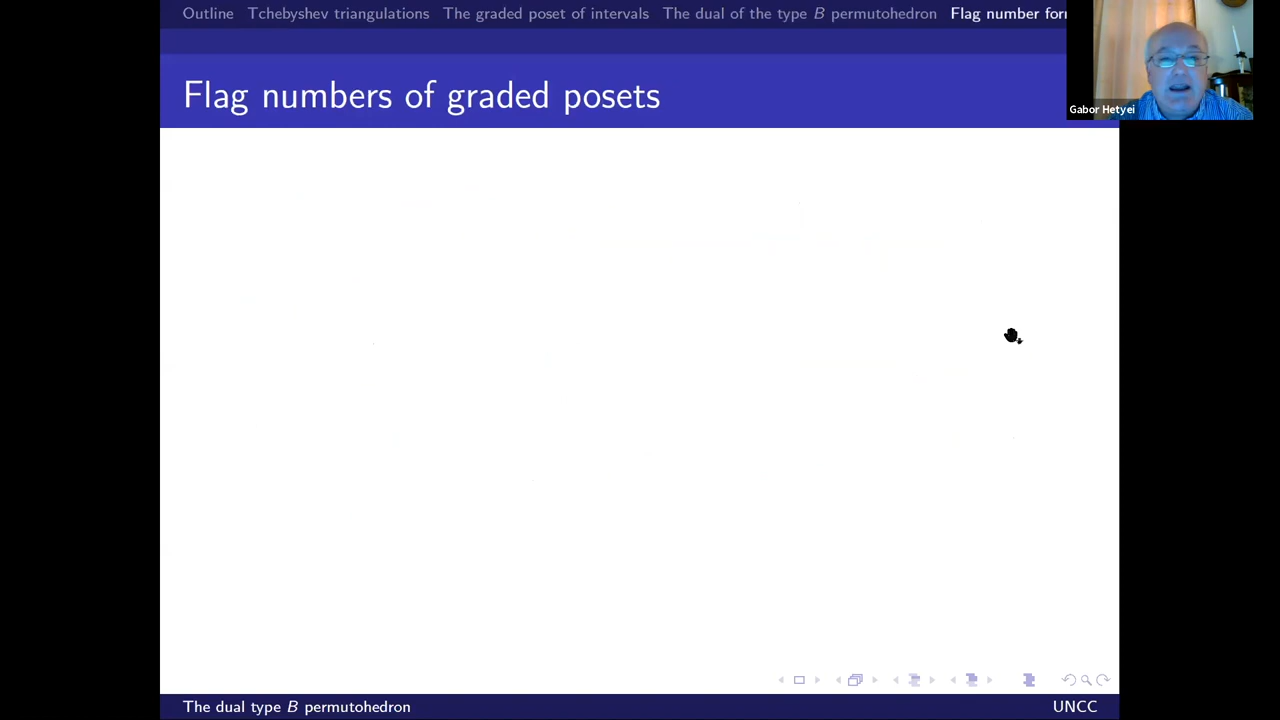 Outline Tchebyshev triangulations The graded poset of intervals The dual of the type B permutohedron Flag number for
Gabor Hetyei
Flag numbers of graded posets
The dual type B permutohedron UNCC